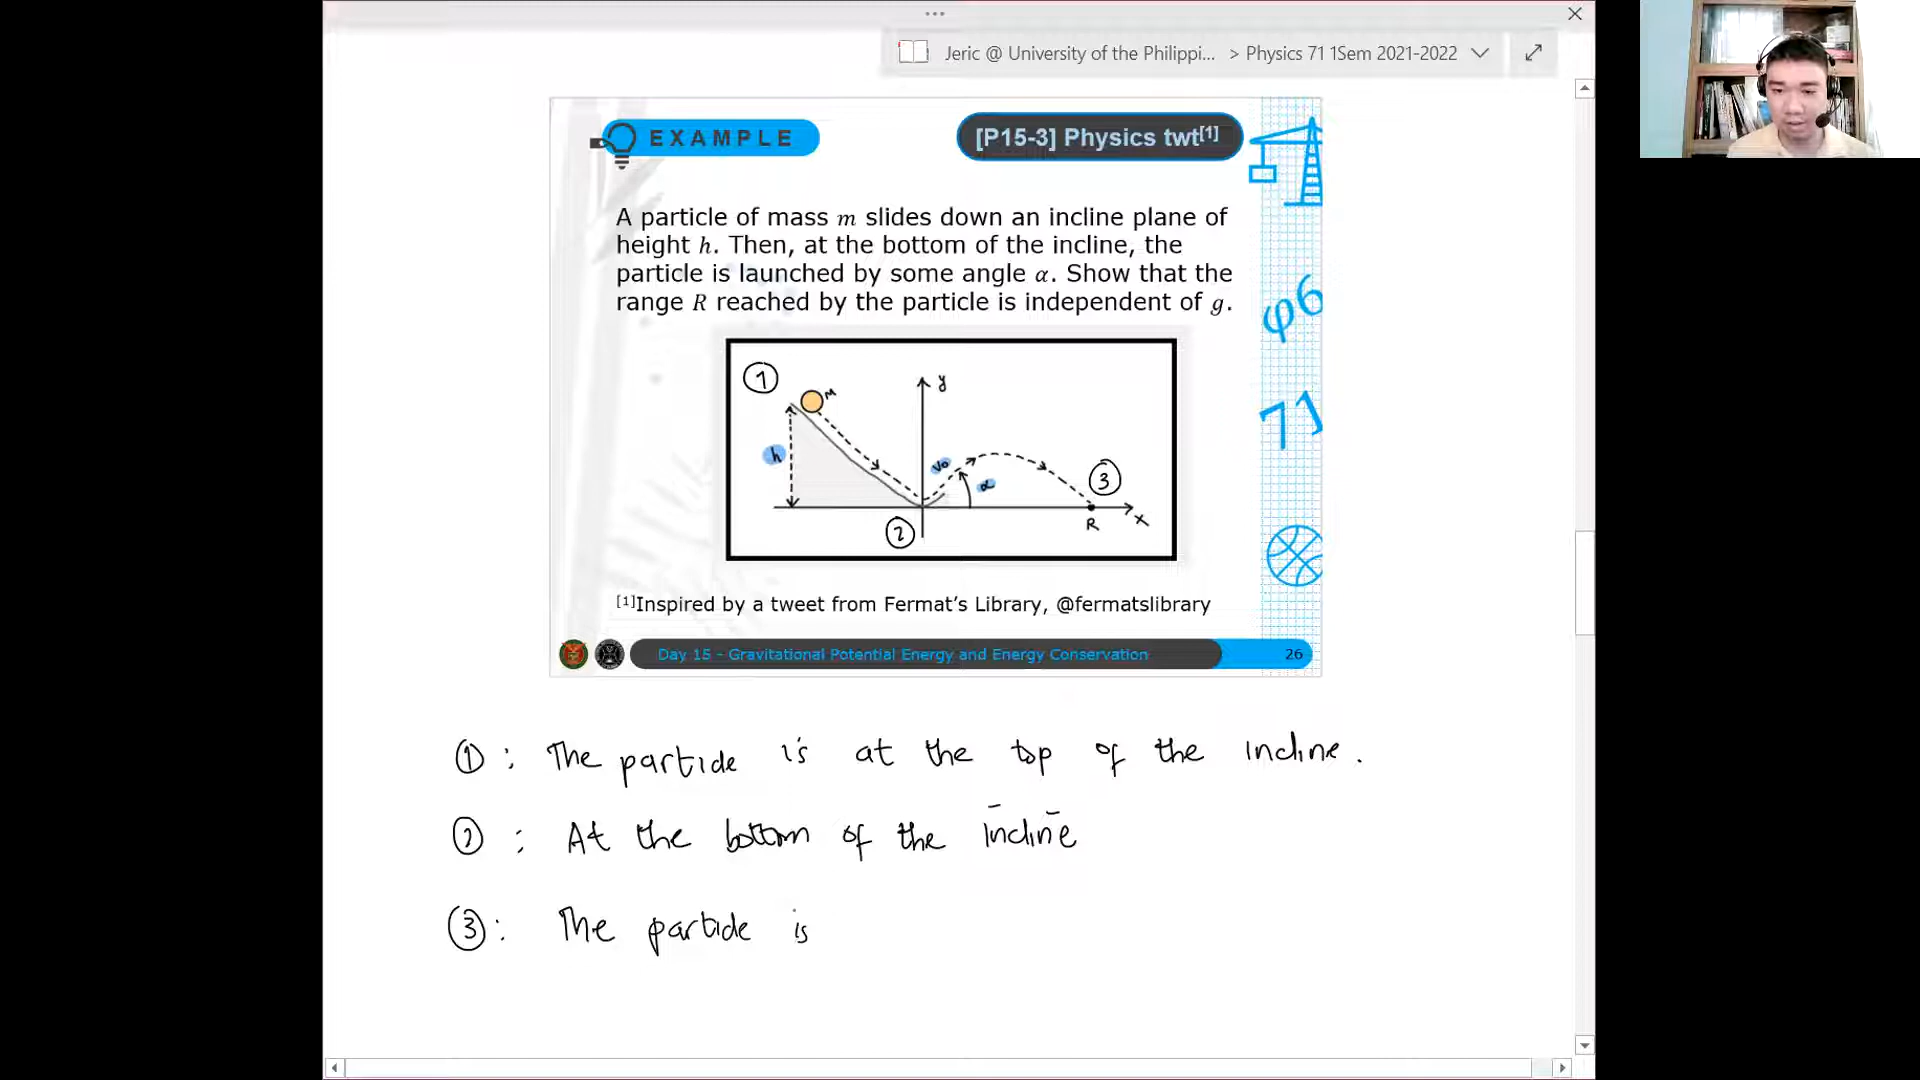 ...
Jeric @ University of the Philippi... > Physics 71 1Sem 2021-2022
EXAMPLE
[P15-3] Physics twt[1]
A particle of mass m slides down an incline plane of
height h. Then, at the bottom of the incline, the
particle is launched by some angle α. Show that the
range R reached by the particle is independent of g.
1
M
y
h
v₀
α
3
2
R
x
φ6
71
[1]Inspired by a tweet from Fermat's Library, @fermatslibrary
Day 15 - Gravitational Potential Energy and Energy Conservation
26
① : The particle is at the top of the incline.
② : At the bottom of the incline
③ : The particle is